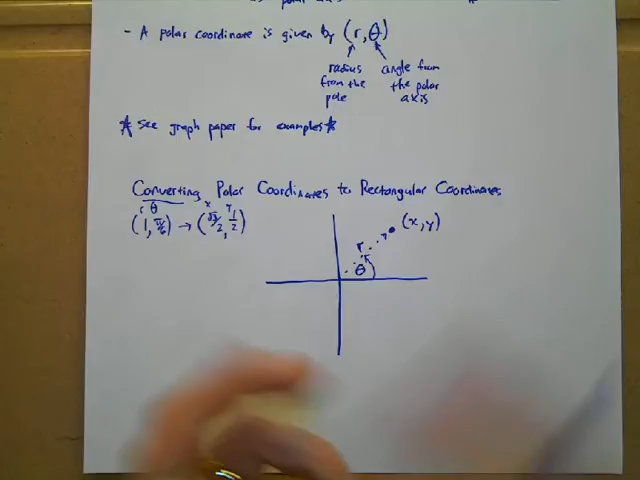 - A polar coordinate is given by (r, θ)
radius from the pole
angle from the polar axis
* See graph paper for examples *
Converting Polar Coordinates to Rectangular Coordinates
r θ x y
(1, π/6) → (√3/2, 1/2)
(x, y)
r
θ